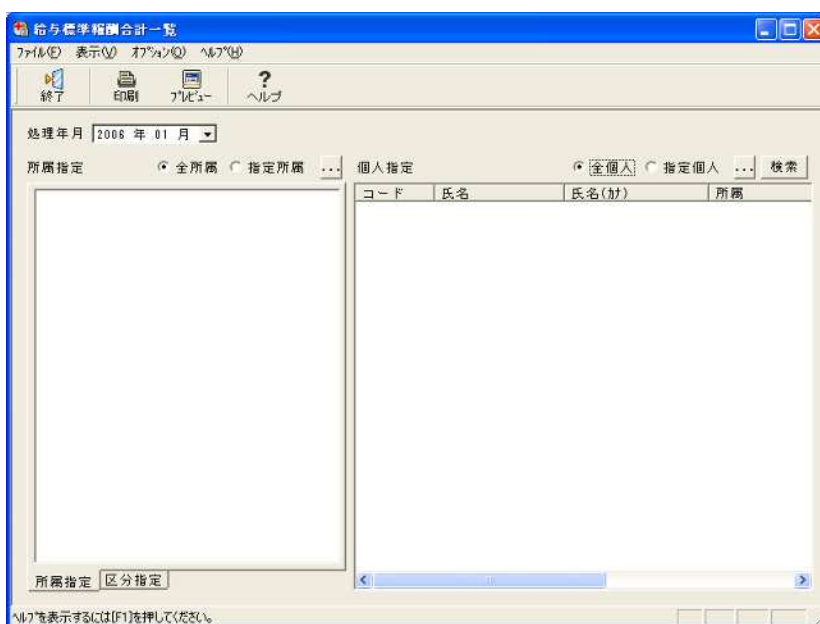 給与標準報酬合計一覧
ﾌｧｲﾙ(F) 表示(V) ｵﾌﾟｼｮﾝ(O) ﾍﾙﾌﾟ(H)
終了 印刷 ﾌﾟﾚﾋﾞｭｰ ? ヘルプ
処理年月 2006 年 01 月
所属指定 全所属 指定所属 ... 個人指定 全個人 指定個人 ... 検索
コード 氏名 氏名(ｶﾅ) 所属
所属指定 区分指定
ﾍﾙﾌﾟを表示するには[F1]を押してください。